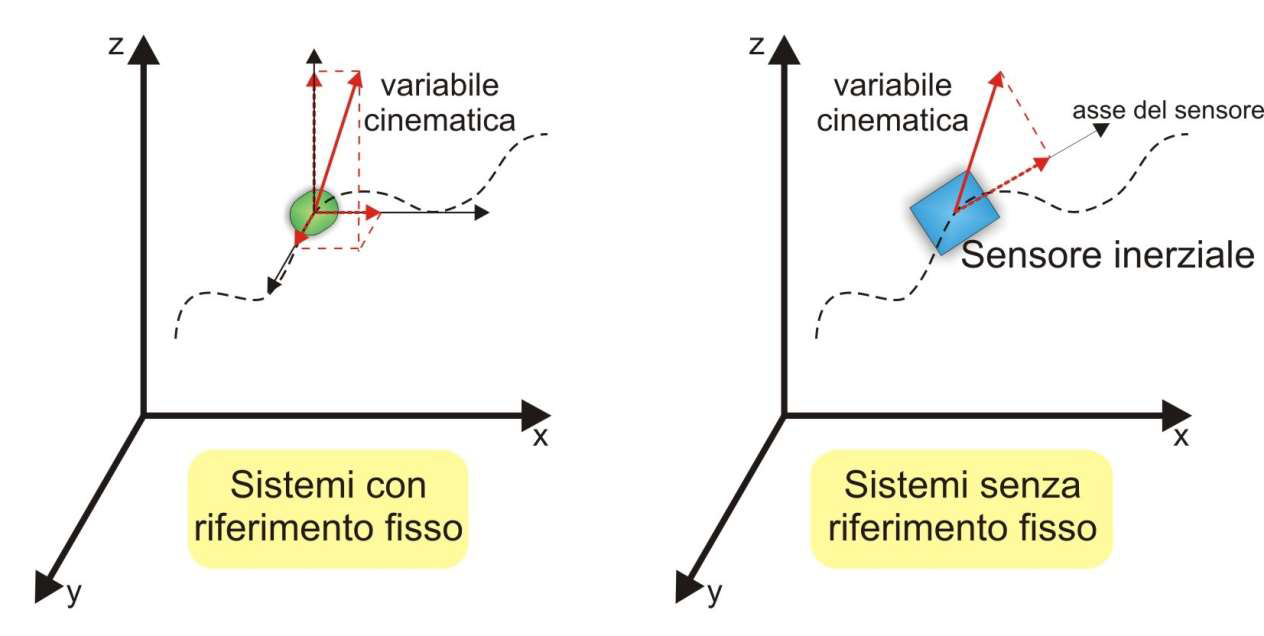 z
variabile
cinematica
x
y
Sistemi con
riferimento fisso
z
variabile
cinematica
asse del sensore
Sensore inerziale
x
y
Sistemi senza
riferimento fisso